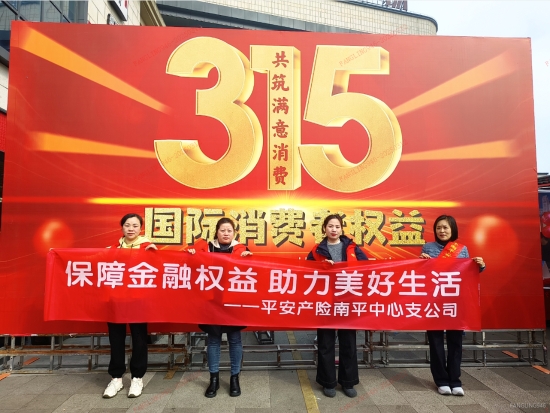 315
共筑满意消费
国际消费者权益
保障金融权益 助力美好生活
——平安产险南平中心支公司